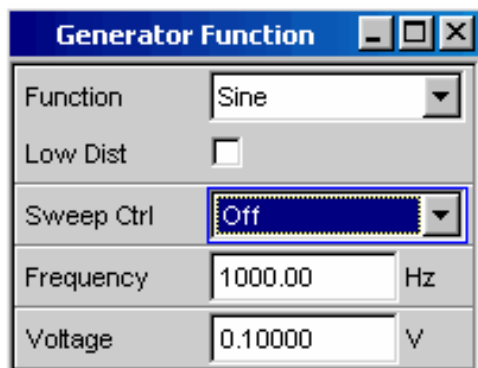 Generator Function
Function Sine
Low Dist
Sweep Ctrl Off
Frequency 1000.00 Hz
Voltage 0.10000 V